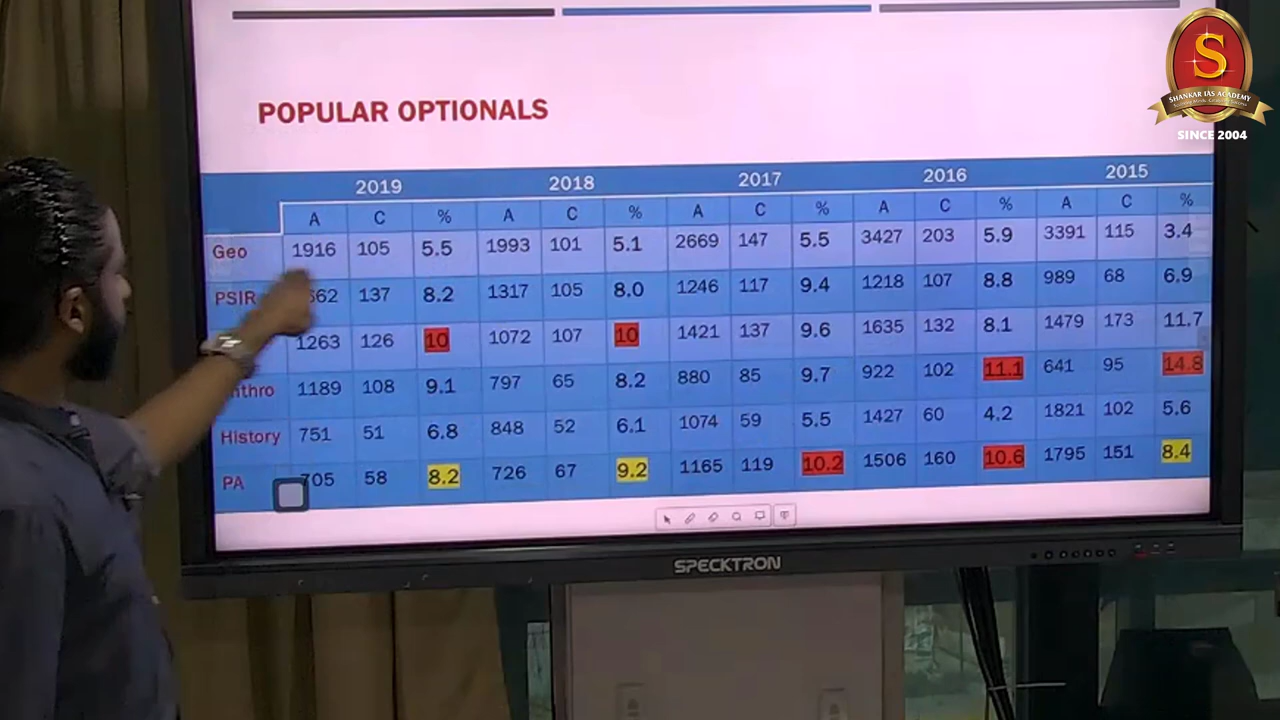 POPULAR OPTIONALS
2019 2018 2017 2016 2015
A C % A C % A C % A C % A C %
Geo 1916 105 5.5 1993 101 5.1 2669 147 5.5 3427 203 5.9 3391 115 3.4
PSIR 137 8.2 1317 105 8.0 1246 117 9.4 1218 107 8.8 989 68 6.9
1263 126 10 1072 107 10 1421 137 9.6 1635 132 8.1 1479 173 11.7
1189 108 9.1 797 65 8.2 880 85 9.7 922 102 11.1 641 95 14.8
History 751 51 6.8 848 52 6.1 1074 59 5.5 1427 60 4.2 1821 102 5.6
PA 705 58 8.2 726 67 9.2 1165 119 10.2 1506 160 10.6 1795 151 8.4
SPECKTRON
S
SHANKAR IAS ACADEMY
SINCE 2004